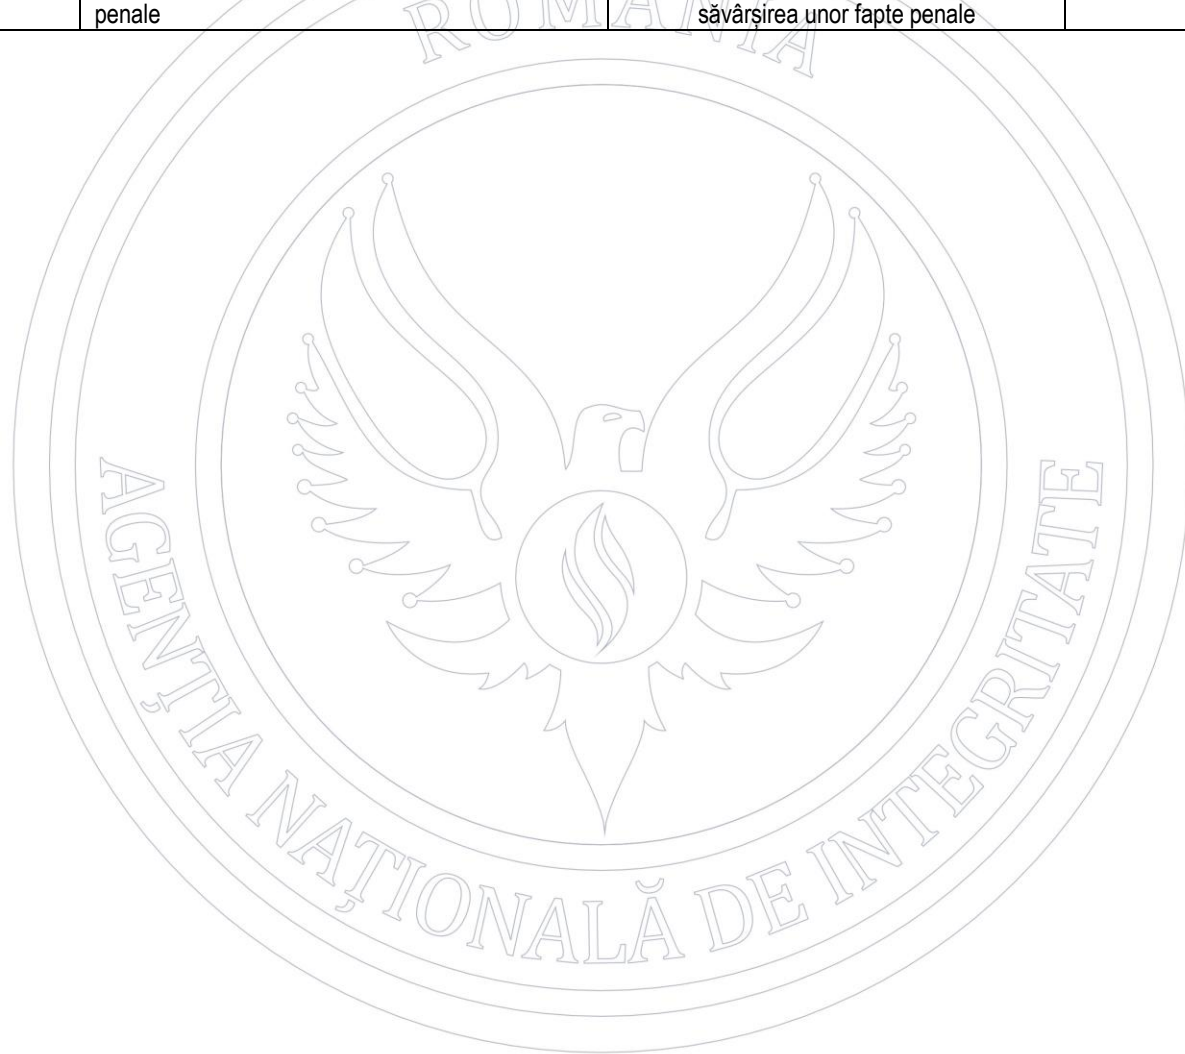 penale
săvârșirea unor fapte penale
ROMÂNIA
AGENȚIA NAȚIONALĂ DE INTEGRITATE